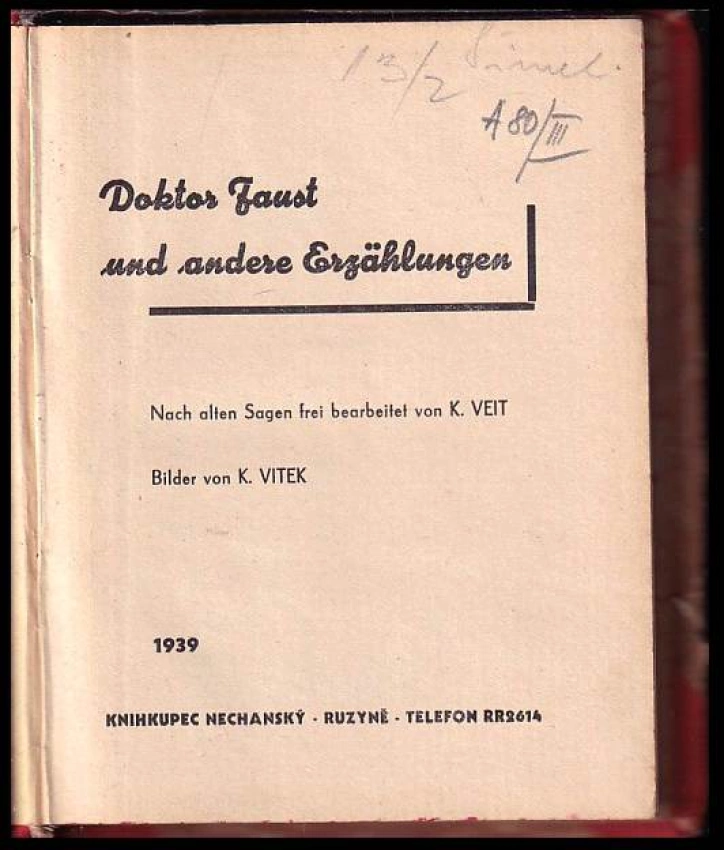 13/2
A 80/III
Doktor Faust
und andere Erzählungen
Nach alten Sagen frei bearbeitet von K. VEIT
Bilder von K. VITEK
1939
KNIHKUPEC NECHANSKÝ · RUZYNĚ · TELEFON RR2614